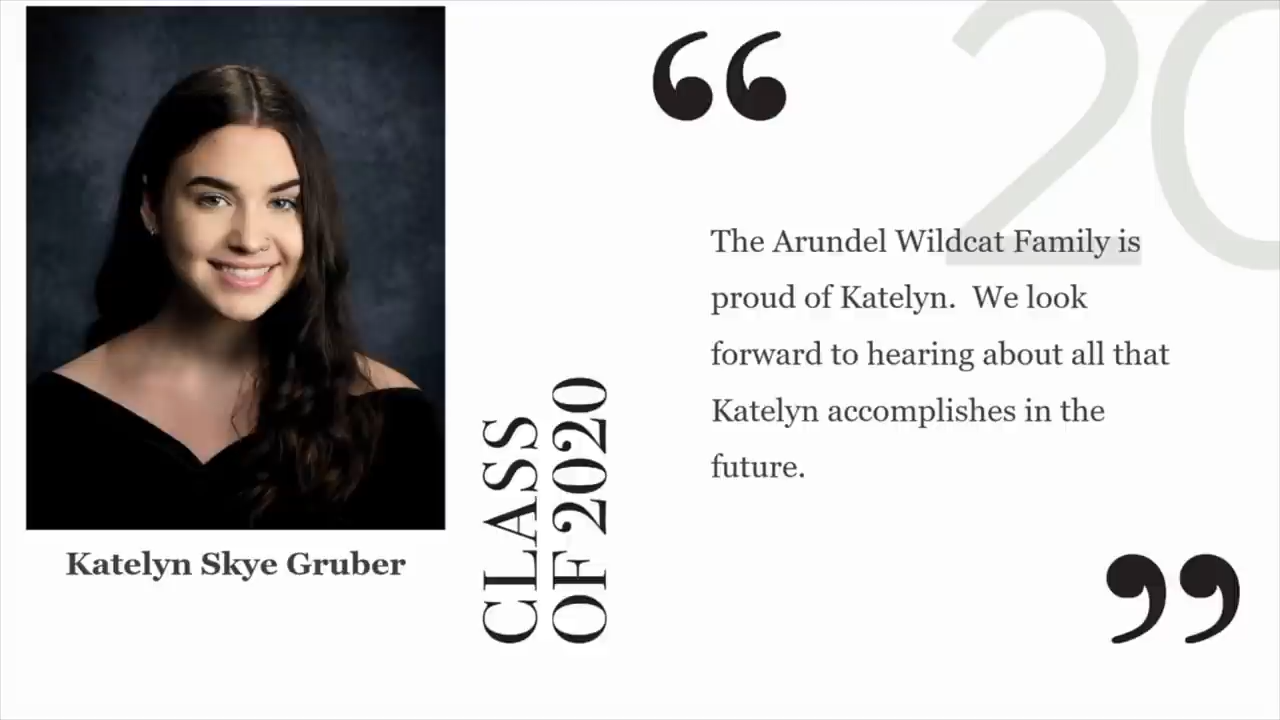 20
“
The Arundel Wildcat Family is
proud of Katelyn.  We look
forward to hearing about all that
Katelyn accomplishes in the
future.
”
CLASS
OF 2020
Katelyn Skye Gruber